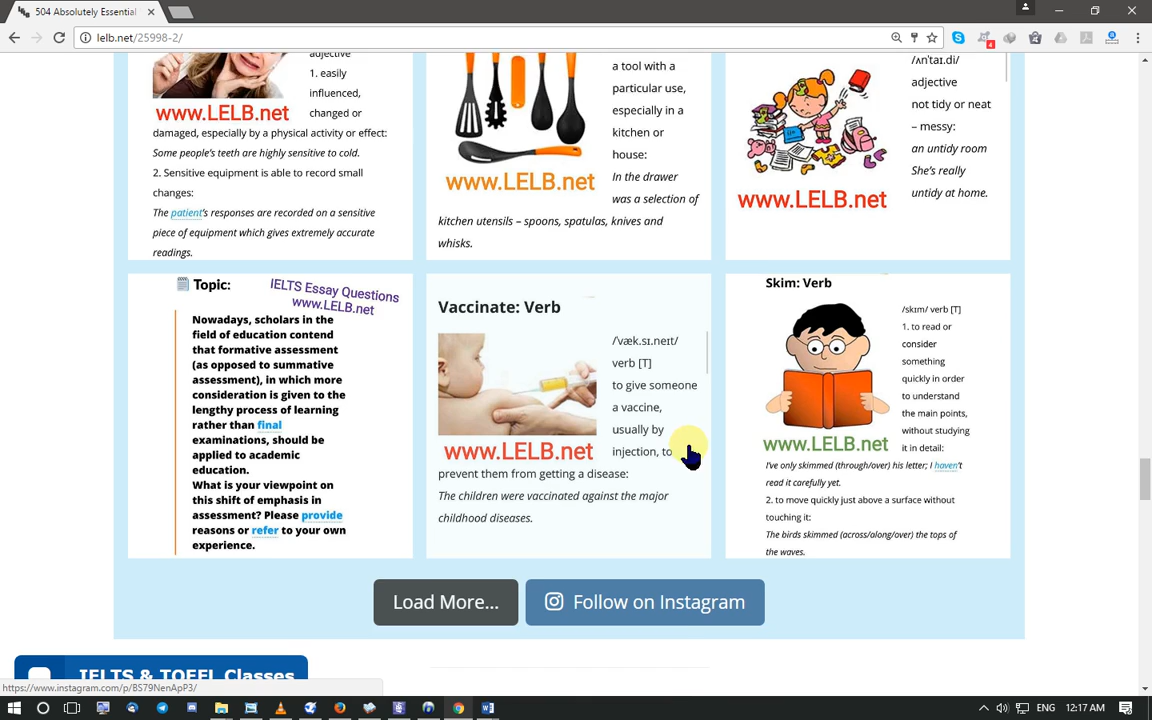 504 Absolutely Essential
lelb.net/25998-2/
adjective
1. easily
influenced,
changed or
www.LELB.net
damaged, especially by a physical activity or effect:
Some people's teeth are highly sensitive to cold.
2. Sensitive equipment is able to record small
changes:
The patient's responses are recorded on a sensitive
piece of equipment which gives extremely accurate
readings.
a tool with a
particular use,
especially in a
kitchen or
house:
In the drawer
www.LELB.net
was a selection of
kitchen utensils – spoons, spatulas, knives and
whisks.
/ʌnˈtaɪ.di/
adjective
not tidy or neat
– messy:
an untidy room
She's really
untidy at home.
www.LELB.net
Topic:
IELTS Essay Questions
www.LELB.net
Nowadays, scholars in the
field of education contend
that formative assessment
(as opposed to summative
assessment), in which more
consideration is given to the
lengthy process of learning
rather than final
examinations, should be
applied to academic
education.
What is your viewpoint on
this shift of emphasis in
assessment? Please provide
reasons or refer to your own
experience.
Vaccinate: Verb
/ˈvæk.sɪ.neɪt/
verb [T]
to give someone
a vaccine,
usually by
www.LELB.net
injection, to
prevent them from getting a disease:
The children were vaccinated against the major
childhood diseases.
Skim: Verb
/skɪm/ verb [T]
1. to read or
consider
something
quickly in order
to understand
the main points,
without studying
www.LELB.net
it in detail:
I've only skimmed (through/over) his letter; I haven't
read it carefully yet.
2. to move quickly just above a surface without
touching it:
The birds skimmed (across/along/over) the tops of
the waves.
Load More...
Follow on Instagram
IELTS & TOEFL Classes
https://www.instagram.com/p/BS79NenApP3/
ENG
12:17 AM